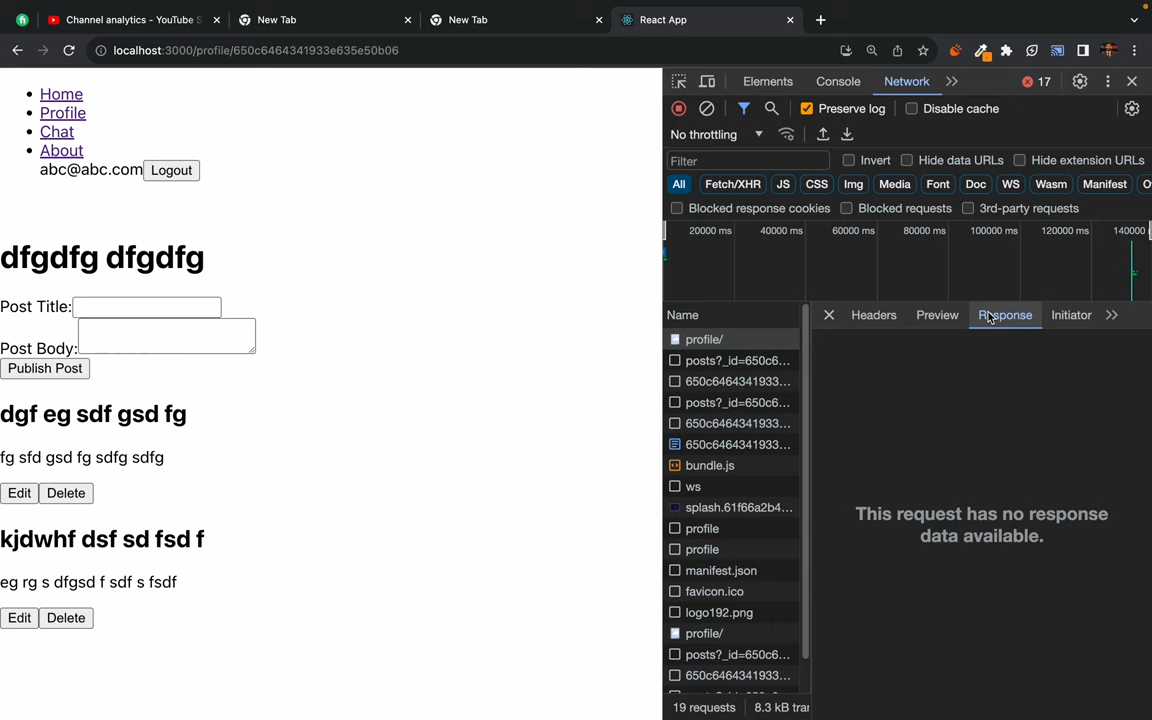 Channel analytics - YouTube S
New Tab
New Tab
React App
localhost:3000/profile/650c6464341933e635e50b06
Home
Profile
Chat
About
abc@abc.com Logout
dfgdfg dfgdfg
Post Title:
Post Body:
Publish Post
dgf eg sdf gsd fg
fg sfd gsd fg sdfg sdfg
Edit Delete
kjdwhf dsf sd fsd f
eg rg s dfgsd f sdf s fsdf
Edit Delete
Elements Console Network 17
Preserve log Disable cache
No throttling
Filter Invert Hide data URLs Hide extension URLs
All Fetch/XHR JS CSS Img Media Font Doc WS Wasm Manifest O
Blocked response cookies Blocked requests 3rd-party requests
20000 ms 40000 ms 60000 ms 80000 ms 100000 ms 120000 ms 140000
Name Headers Preview Response Initiator
profile/
posts?_id=650c6...
650c6464341933...
posts?_id=650c6...
650c6464341933...
650c6464341933...
bundle.js
ws
splash.61f66a2b4...
profile
profile
manifest.json
favicon.ico
logo192.png
profile/
posts?_id=650c6...
650c6464341933...
19 requests 8.3 kB tran
This request has no response
data available.